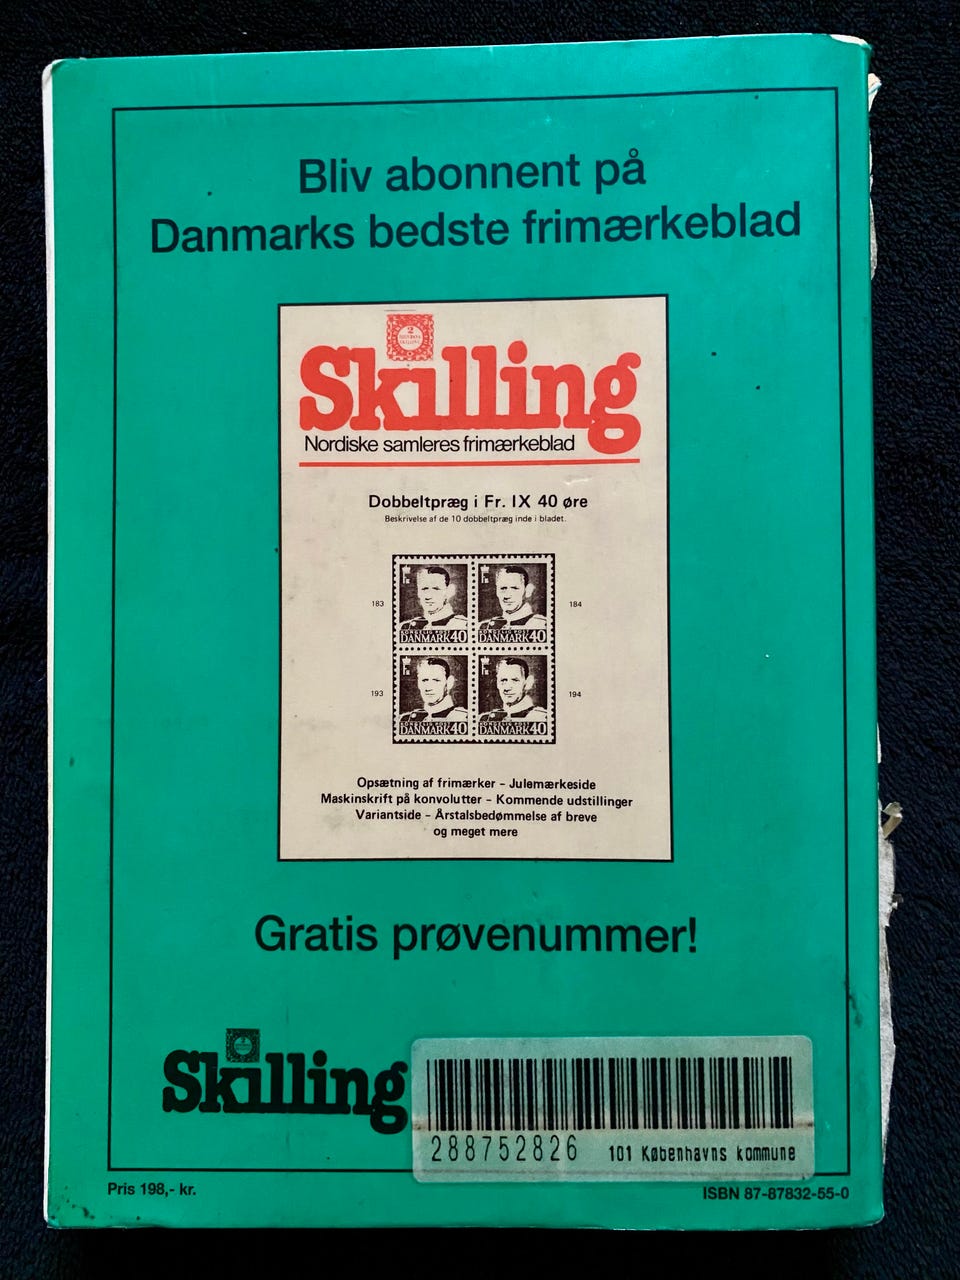 Bliv abonnent på
Danmarks bedste frimærkeblad
2
Skilling
Nordiske samleres frimærkeblad
Dobbeltpræg i Fr. IX 40 øre
Beskrivelse af de 10 dobbeltpræg inde i bladet.
183
184
DANMARK 40 DANMARK 40
193
194
DANMARK 40 DANMARK 40
Opsætning af frimærker – Julemærkeside
Maskinskrift på konvolutter – Kommende udstillinger
Variantside – Årstalsbedømmelse af breve
og meget mere
Gratis prøvenummer!
Skilling
288752826 101 Københavns kommune
Pris 198,- kr.
ISBN 87-87832-55-0